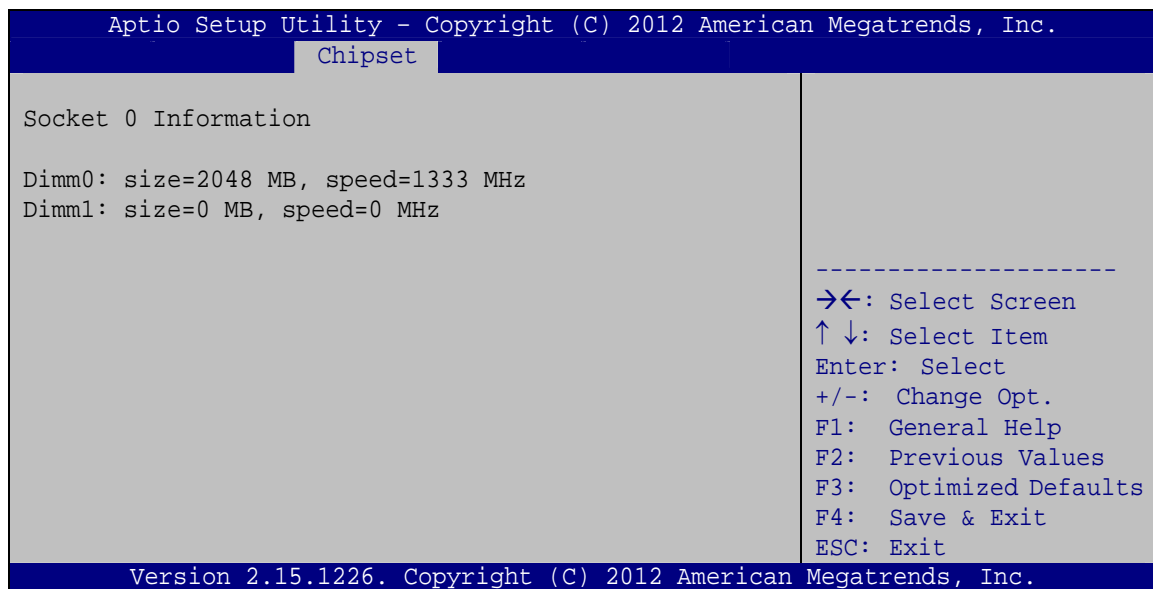 Aptio Setup Utility – Copyright (C) 2012 American Megatrends, Inc.
Chipset
Socket 0 Information
Dimm0: size=2048 MB, speed=1333 MHz
Dimm1: size=0 MB, speed=0 MHz
---------------------
→←: Select Screen
↑ ↓: Select Item
Enter: Select
+/-: Change Opt.
F1: General Help
F2: Previous Values
F3: Optimized Defaults
F4: Save & Exit
ESC: Exit
Version 2.15.1226. Copyright (C) 2012 American Megatrends, Inc.